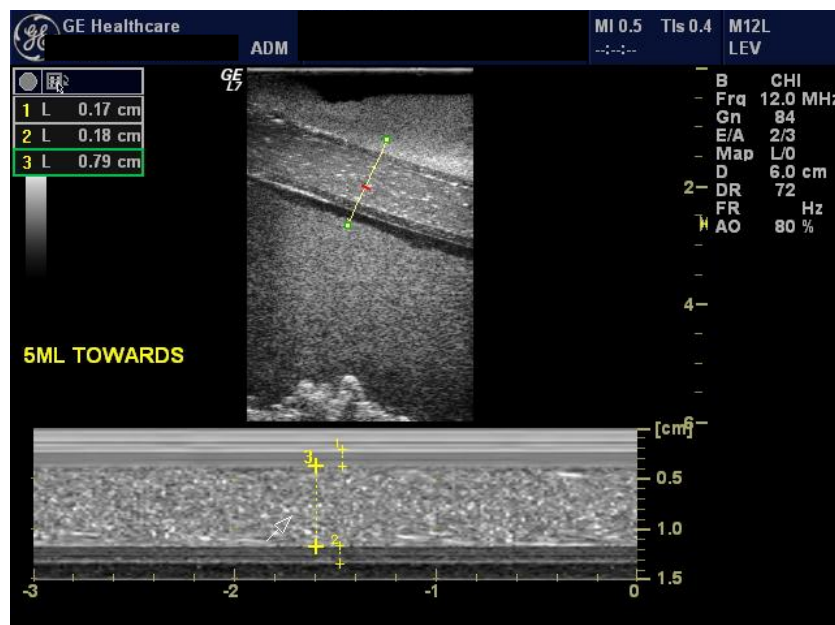 GE Healthcare
ADM
MI 0.5 TIs 0.4
--:--:--
M12L
LEV
1 L 0.17 cm
2 L 0.18 cm
3 L 0.79 cm
GE
L7
B CHI
Frq 12.0 MHz
Gn 84
E/A 2/3
Map L/0
D 6.0 cm
DR 72
FR Hz
AO 80 %
2
4
6
5ML TOWARDS
[cm]
0.5
1.0
1.5
3
1
2
-3 -2 -1 0